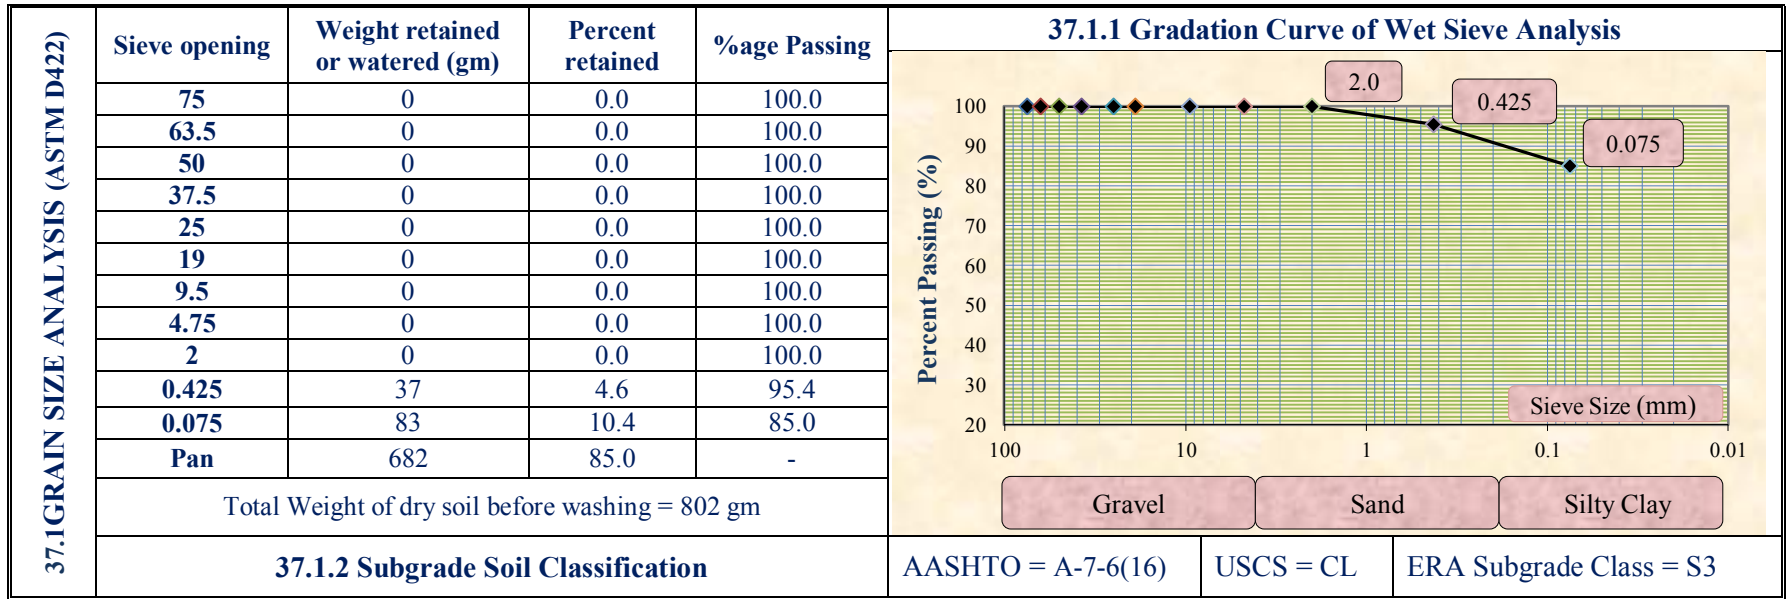 37.1GRAIN SIZE ANALYSIS (ASTM D422)
Sieve opening
Weight retained
or watered (gm)
Percent
retained
%age Passing
75 0 0.0 100.0
63.5 0 0.0 100.0
50 0 0.0 100.0
37.5 0 0.0 100.0
25 0 0.0 100.0
19 0 0.0 100.0
9.5 0 0.0 100.0
4.75 0 0.0 100.0
2 0 0.0 100.0
0.425 37 4.6 95.4
0.075 83 10.4 85.0
Pan 682 85.0 -
Total Weight of dry soil before washing = 802 gm
37.1.1 Gradation Curve of Wet Sieve Analysis
2.0
0.425
0.075
Percent Passing (%)
100
90
80
70
60
50
40
30
20
Sieve Size (mm)
100 10 1 0.1 0.01
Gravel Sand Silty Clay
37.1.2 Subgrade Soil Classification
AASHTO = A-7-6(16)
USCS = CL
ERA Subgrade Class = S3